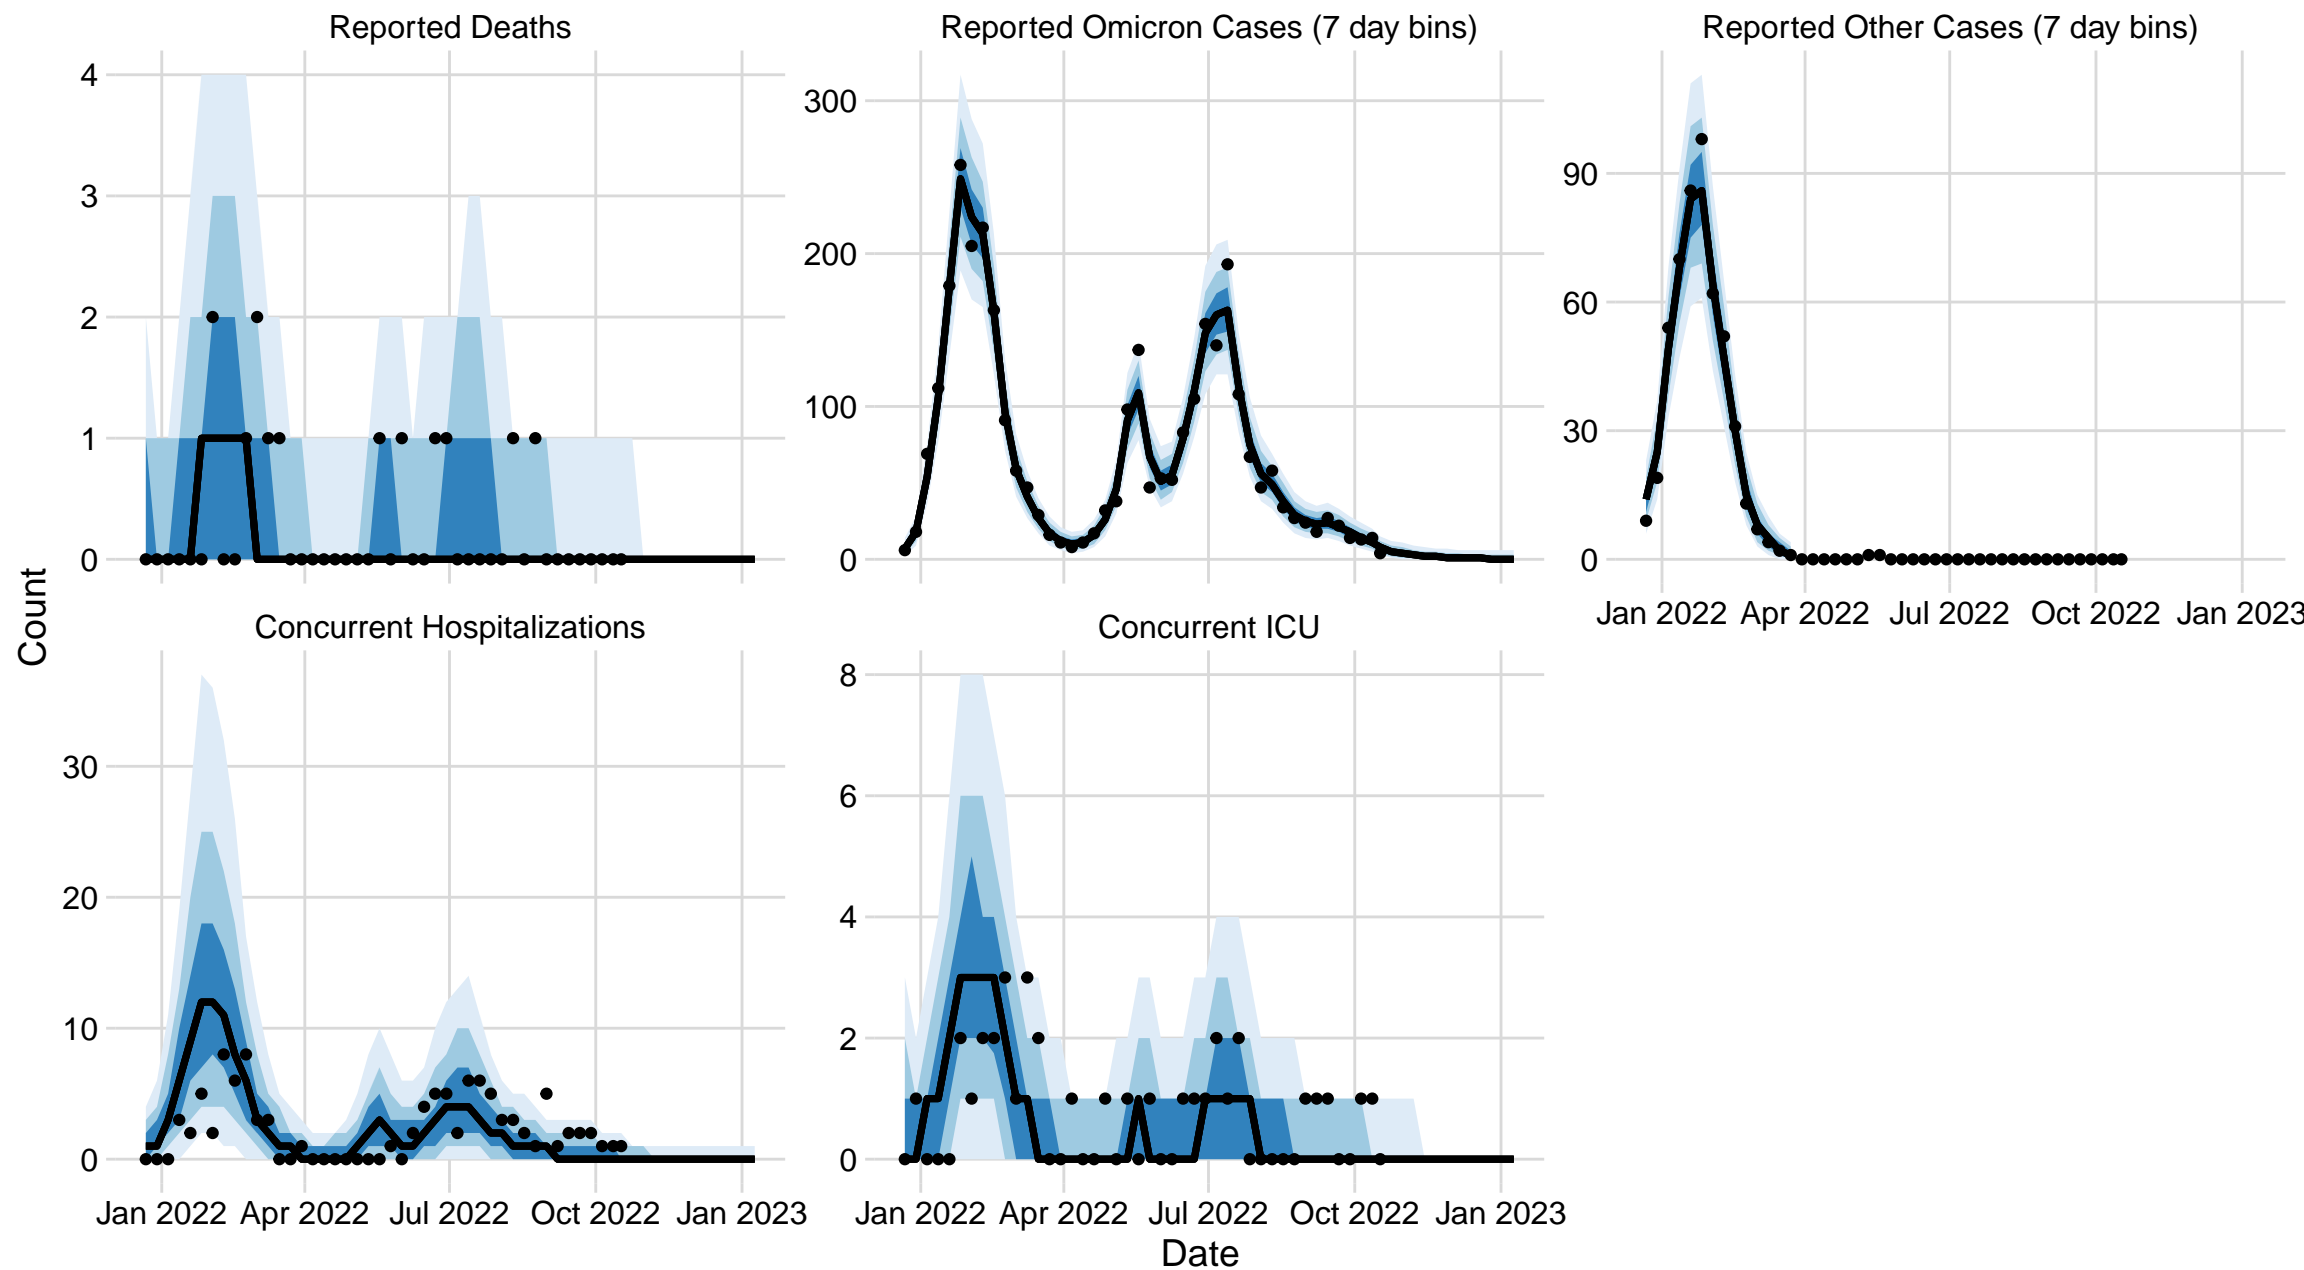 Reported Deaths
Reported Omicron Cases (7 day bins)
Reported Other Cases (7 day bins)
4
3
2
1
0
300
200
100
0
90
60
30
0
Jan 2022 Apr 2022 Jul 2022 Oct 2022 Jan 2023
Count
Concurrent Hospitalizations
Concurrent ICU
30
20
10
0
8
6
4
2
0
Jan 2022 Apr 2022 Jul 2022 Oct 2022 Jan 2023
Jan 2022 Apr 2022 Jul 2022 Oct 2022 Jan 2023
Date